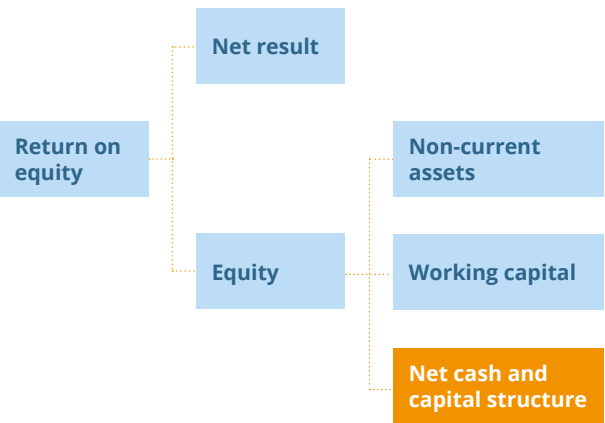 Net result
Return on
equity
Non-current
assets
Equity
Working capital
Net cash and
capital structure